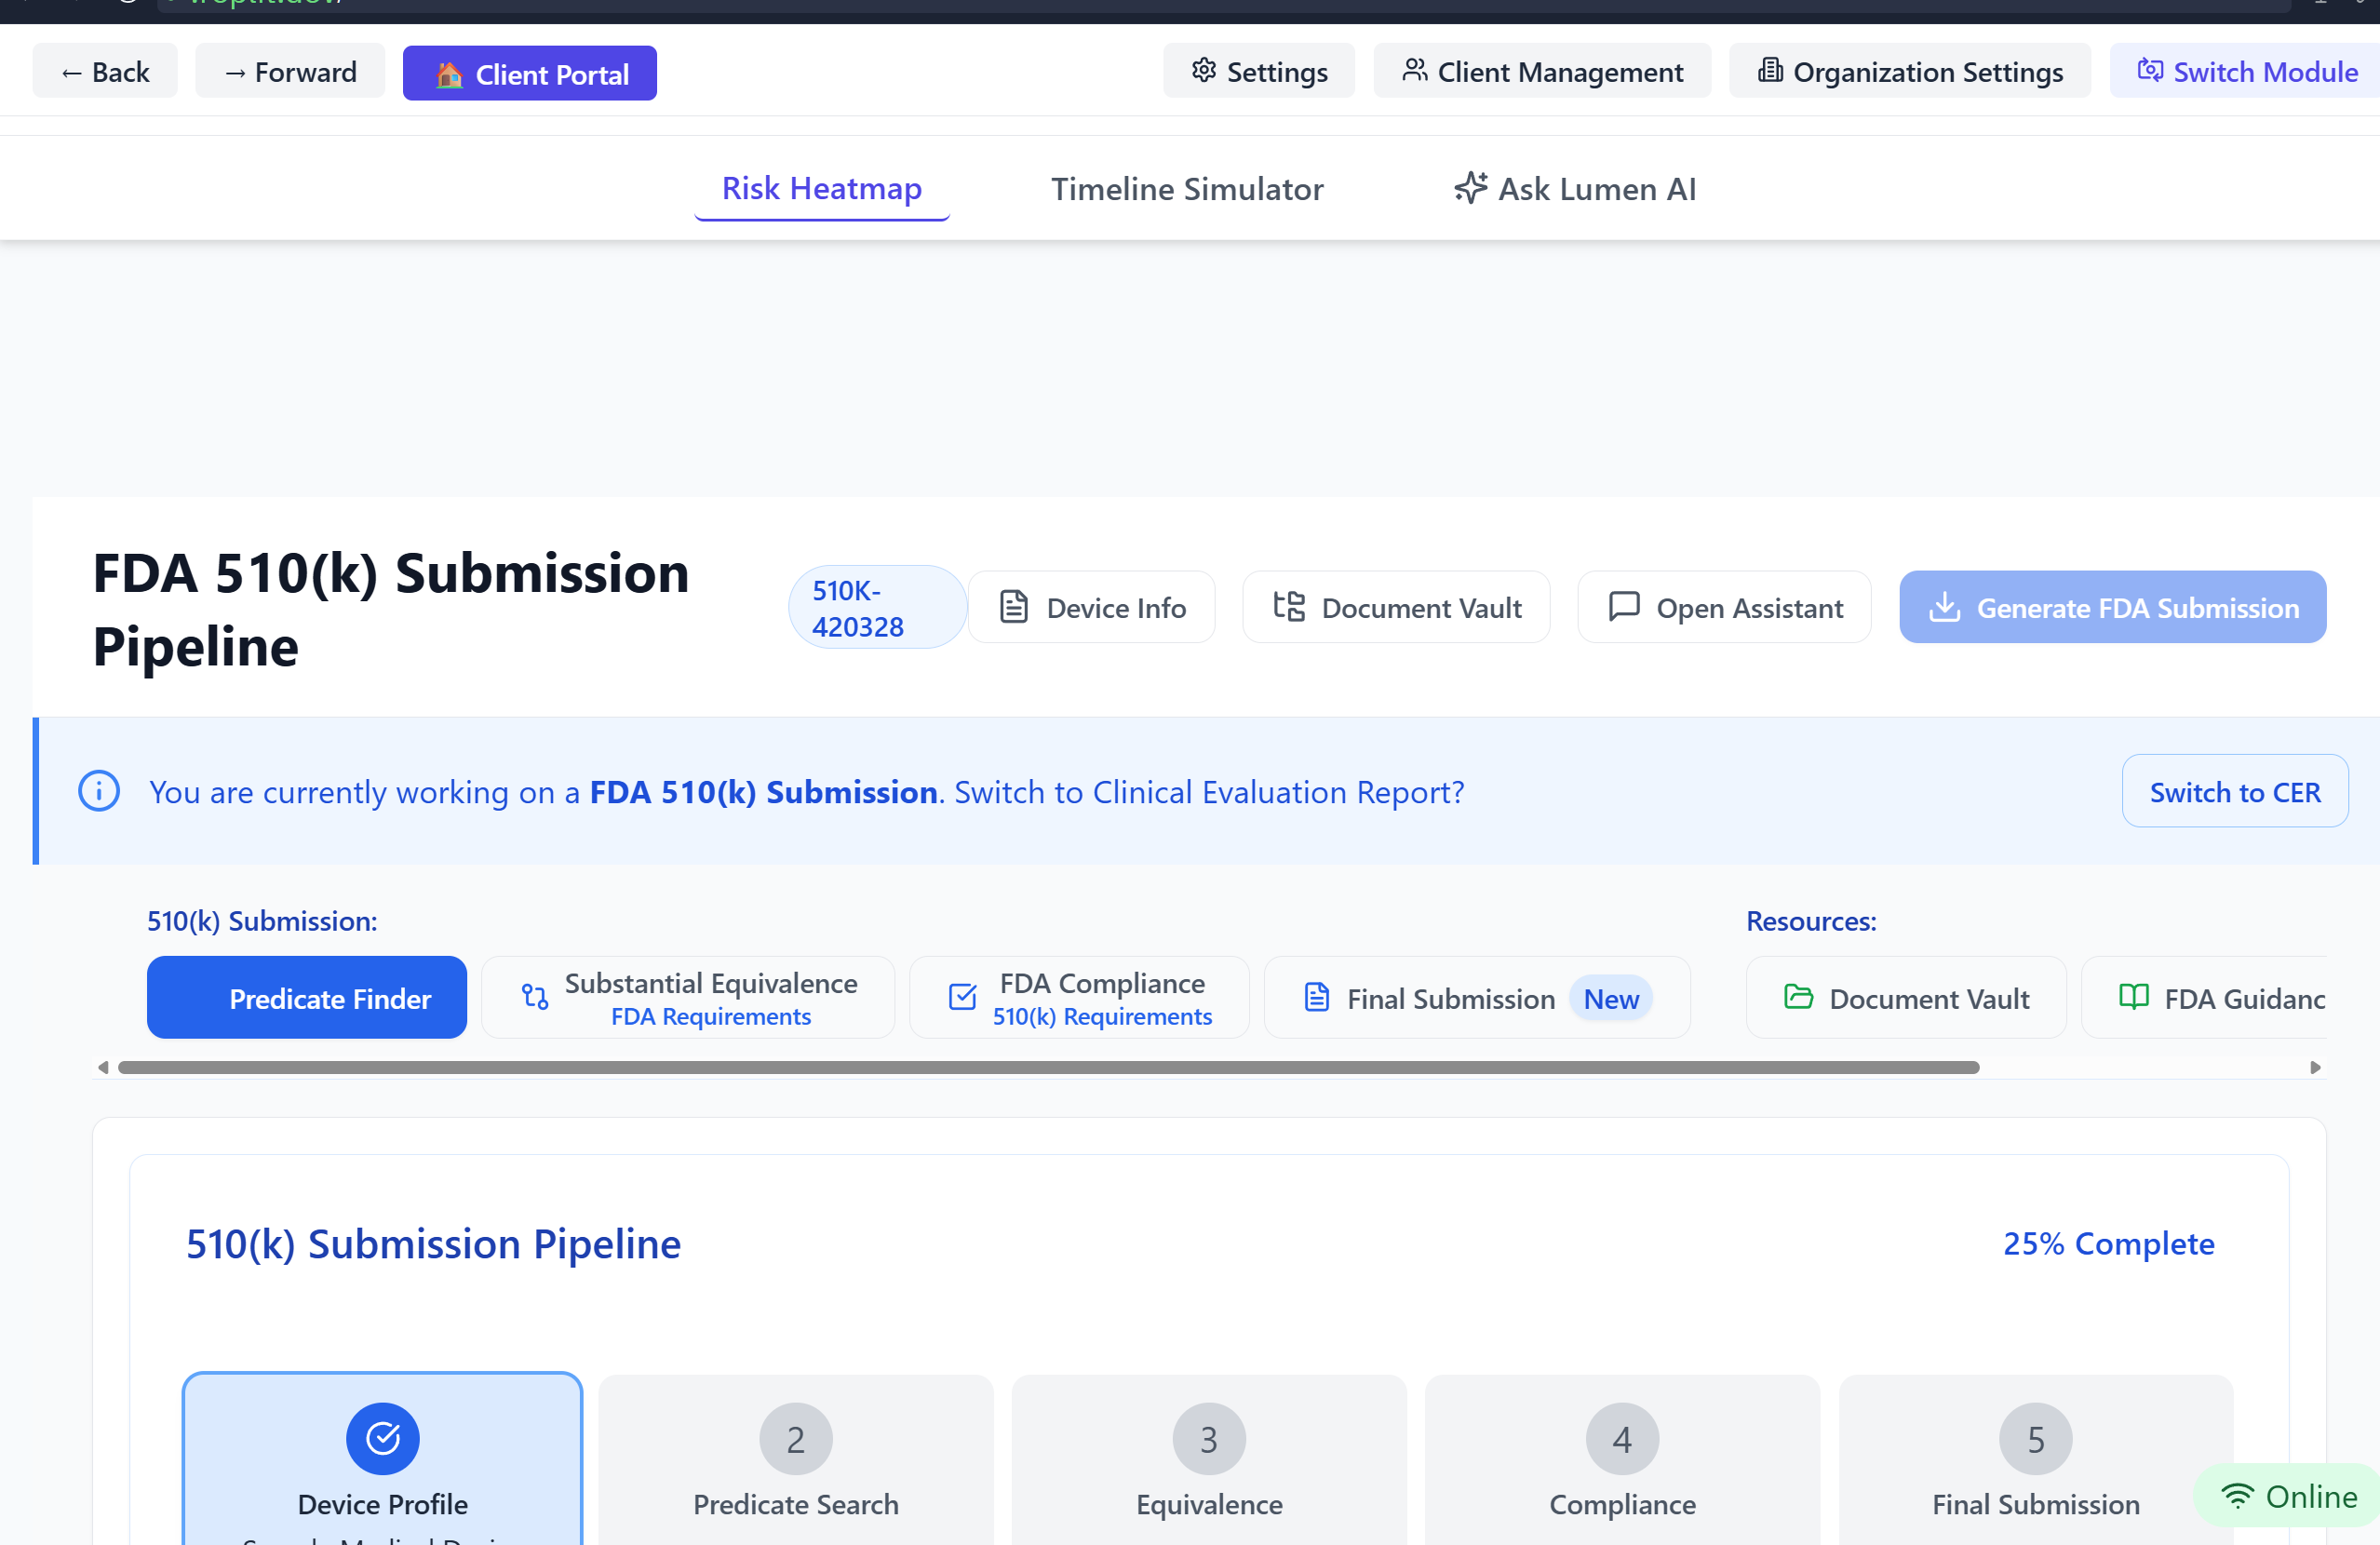 ← Back
→ Forward
Client Portal
Settings
Client Management
Organization Settings
Switch Module
Risk Heatmap
Timeline Simulator
Ask Lumen AI
FDA 510(k) Submission
Pipeline
510K-
420328
Device Info
Document Vault
Open Assistant
Generate FDA Submission
You are currently working on a FDA 510(k) Submission. Switch to Clinical Evaluation Report?
Switch to CER
510(k) Submission:
Resources:
Predicate Finder
Substantial Equivalence
FDA Requirements
FDA Compliance
510(k) Requirements
Final Submission New
Document Vault
FDA Guidanc
510(k) Submission Pipeline
25% Complete
Device Profile
2
Predicate Search
3
Equivalence
4
Compliance
5
Final Submission
Online